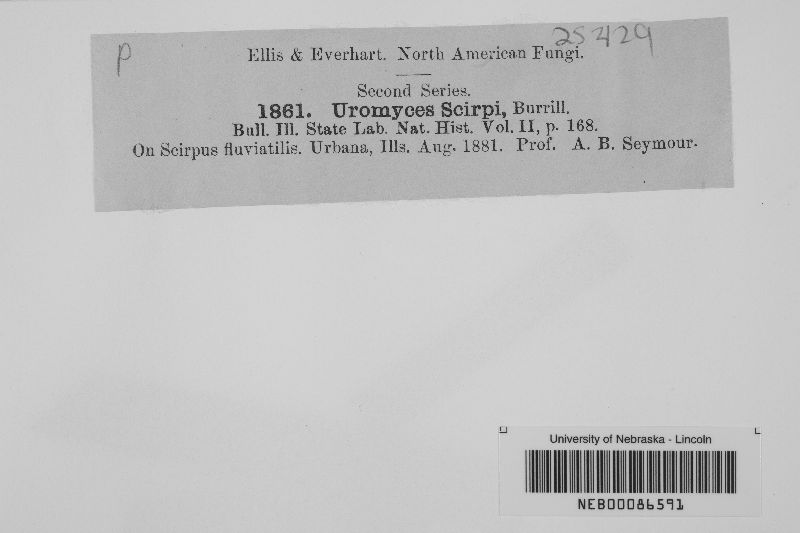 P
25429
Ellis & Everhart. North American Fungi.
Second Series.
1861. Uromyces Scirpi, Burrill.
Bull. Ill. State Lab. Nat. Hist. Vol. II, p. 168.
On Scirpus fluviatilis. Urbana, Ills. Aug. 1881. Prof. A. B. Seymour.
University of Nebraska - Lincoln
NEB00086591